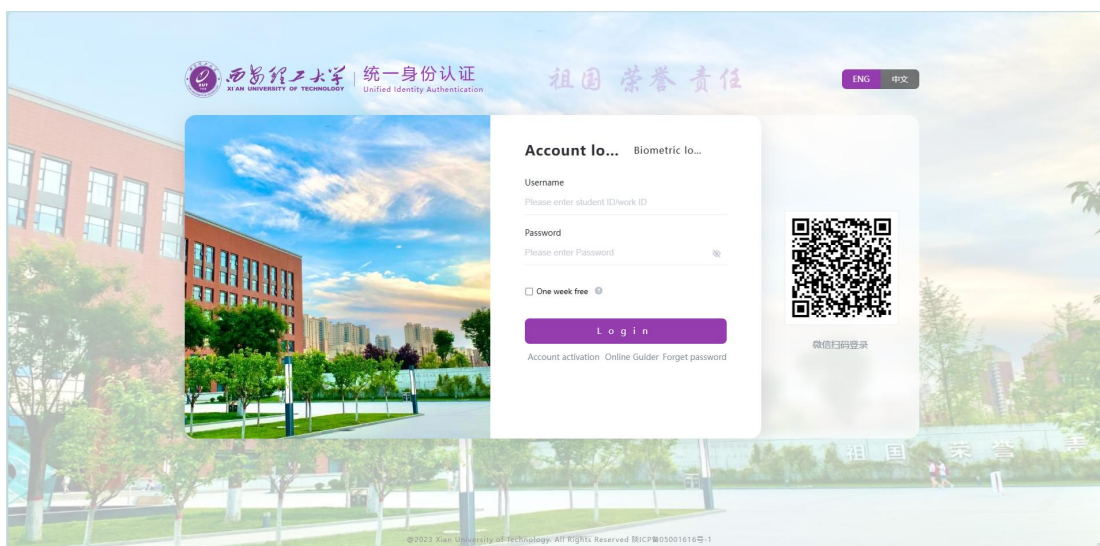 西安理工大学
XI'AN UNIVERSITY OF TECHNOLOGY
统一身份认证
Unified Identity Authentication
祖国 荣誉 责任
ENG 中文
Account lo... Biometric lo...
Username
Please enter student ID/work ID
Password
Please enter Password
One week free
Login
Account activation Online Guider Forget password
微信扫码登录
祖 国 荣 誉 责
@2023 Xian University of Technology. All Rights Reserved 陕ICP备05001616号-1